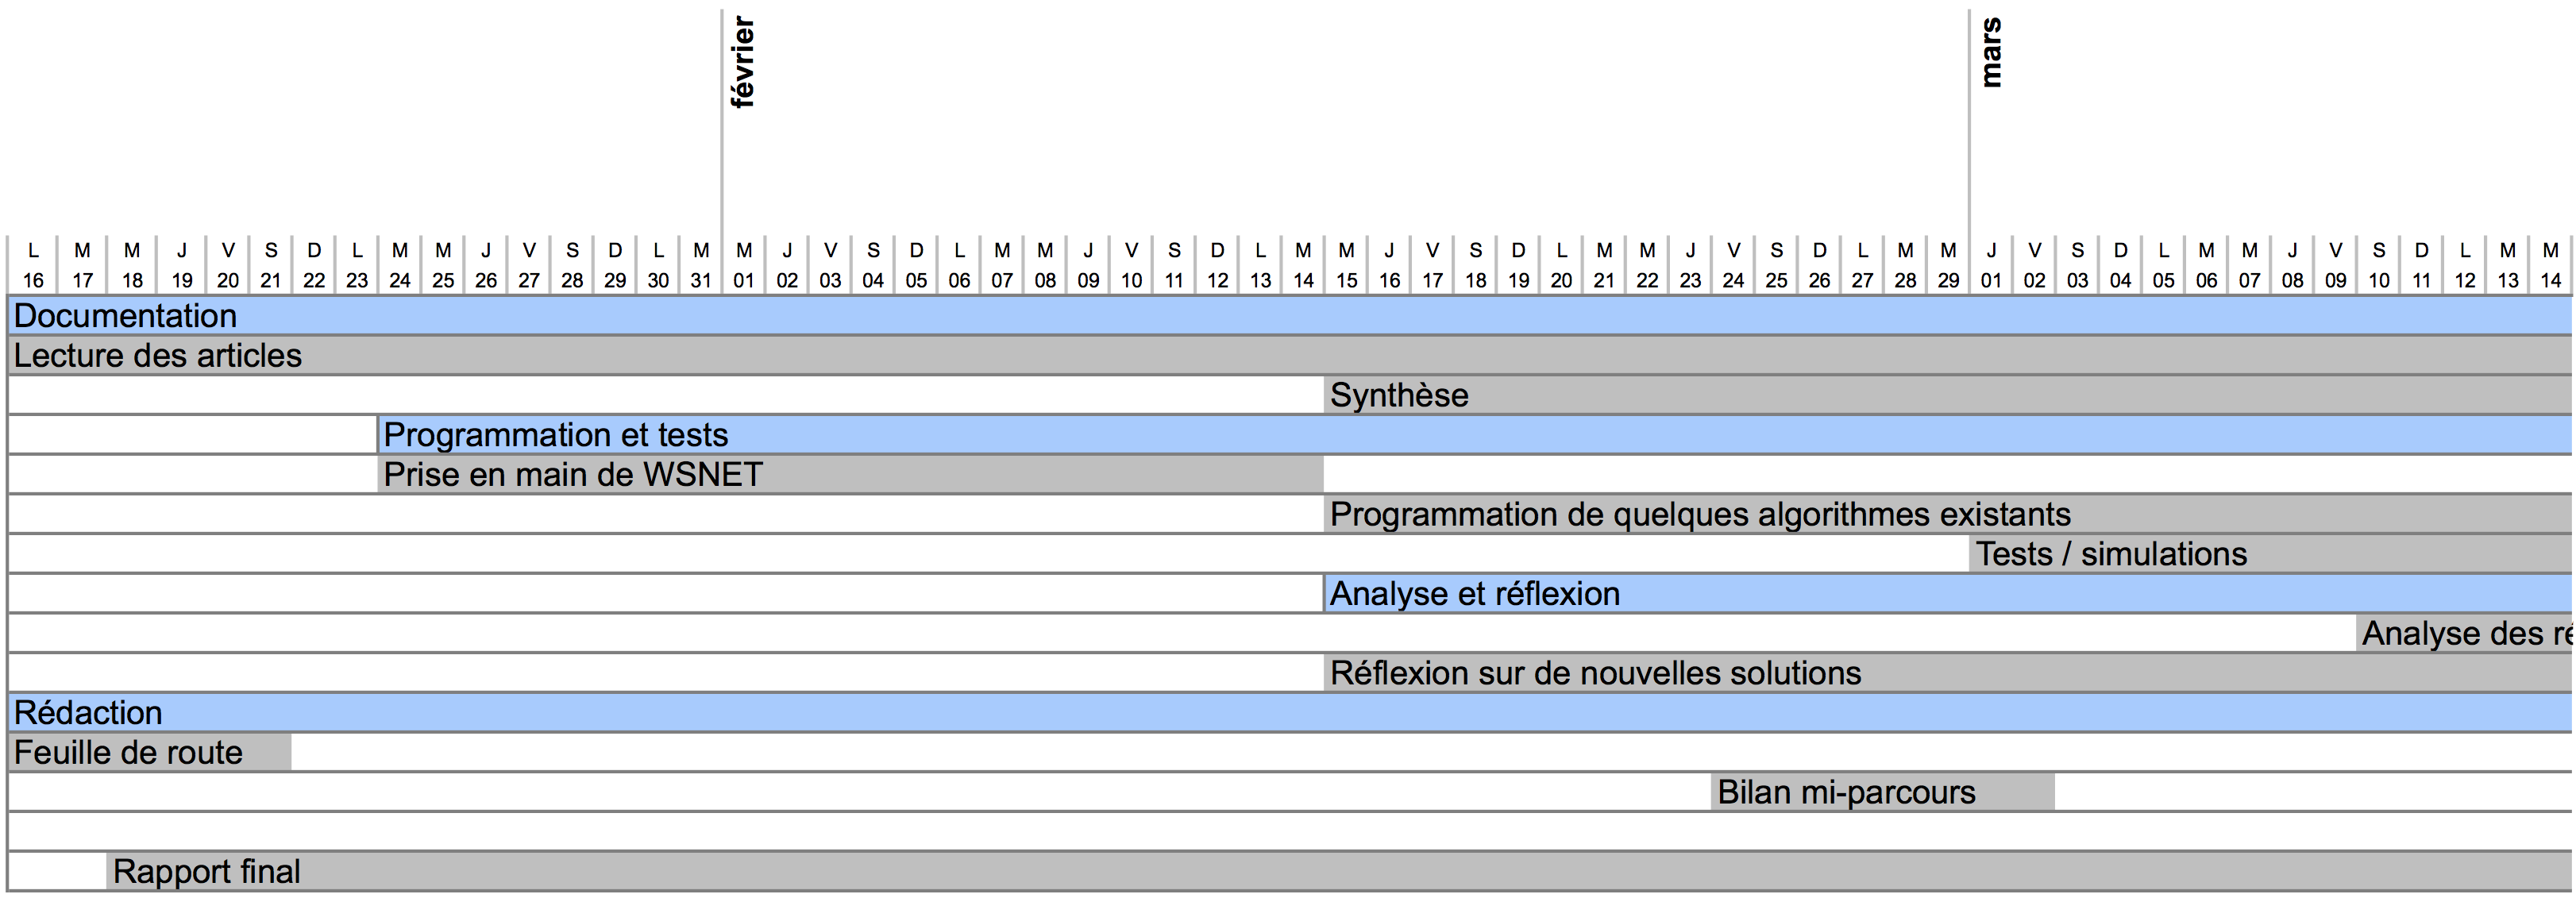 février mars
L M M J V S D L M M J V S D L M M J V S D L M M J V S D L M M J V S D L M M J V S D L M M J V S D L M M J V S D L M M
16 17 18 19 20 21 22 23 24 25 26 27 28 29 30 31 01 02 03 04 05 06 07 08 09 10 11 12 13 14 15 16 17 18 19 20 21 22 23 24 25 26 27 28 29 01 02 03 04 05 06 07 08 09 10 11 12 13 14
Documentation
Lecture des articles
Synthèse
Programmation et tests
Prise en main de WSNET
Programmation de quelques algorithmes existants
Tests / simulations
Analyse et réflexion
Analyse des ré
Réflexion sur de nouvelles solutions
Rédaction
Feuille de route
Bilan mi-parcours
Rapport final